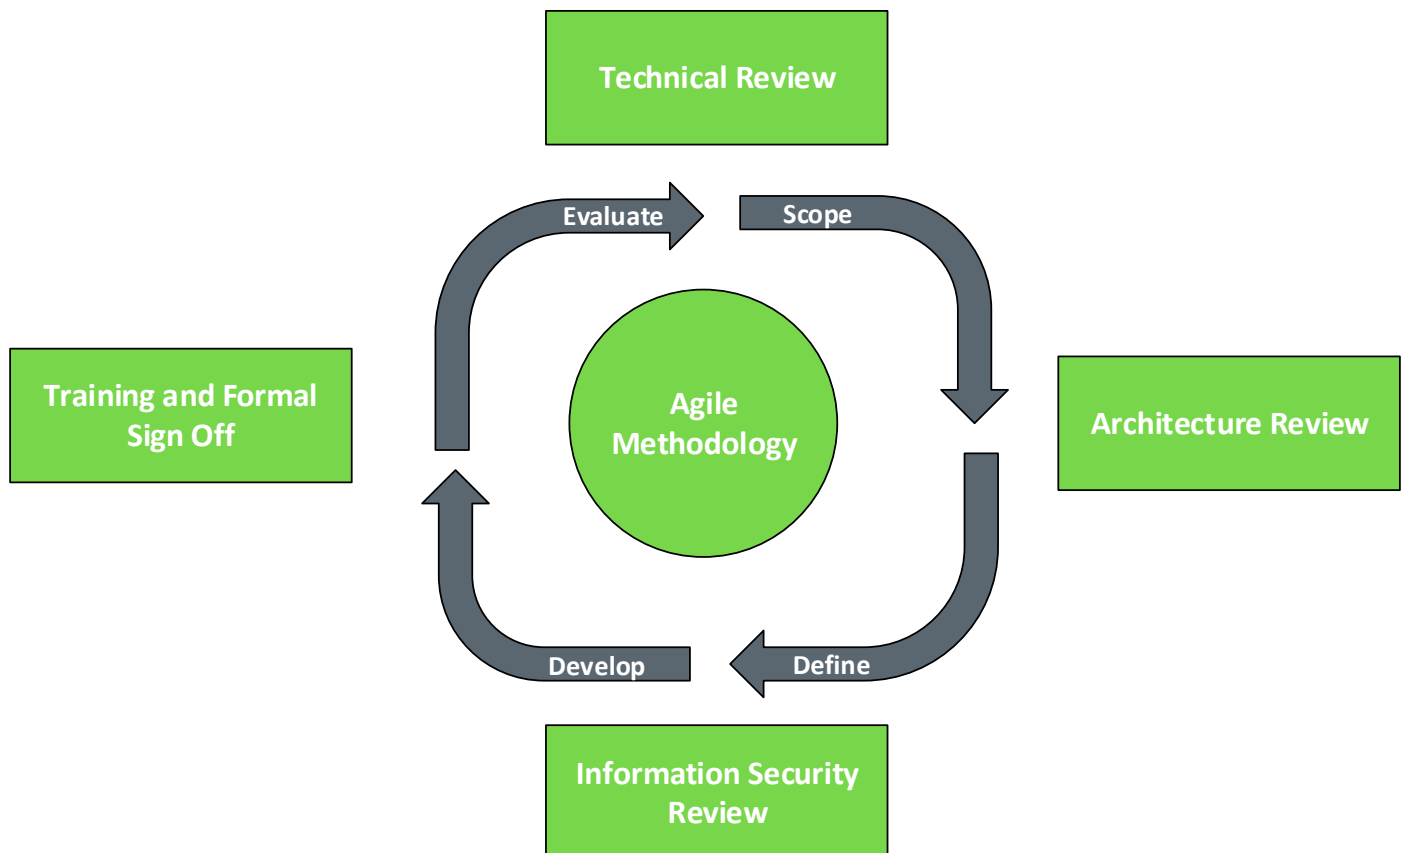 Technical Review
Evaluate
Scope
Training and Formal
Sign Off
Agile
Methodology
Architecture Review
Develop
Define
Information Security
Review